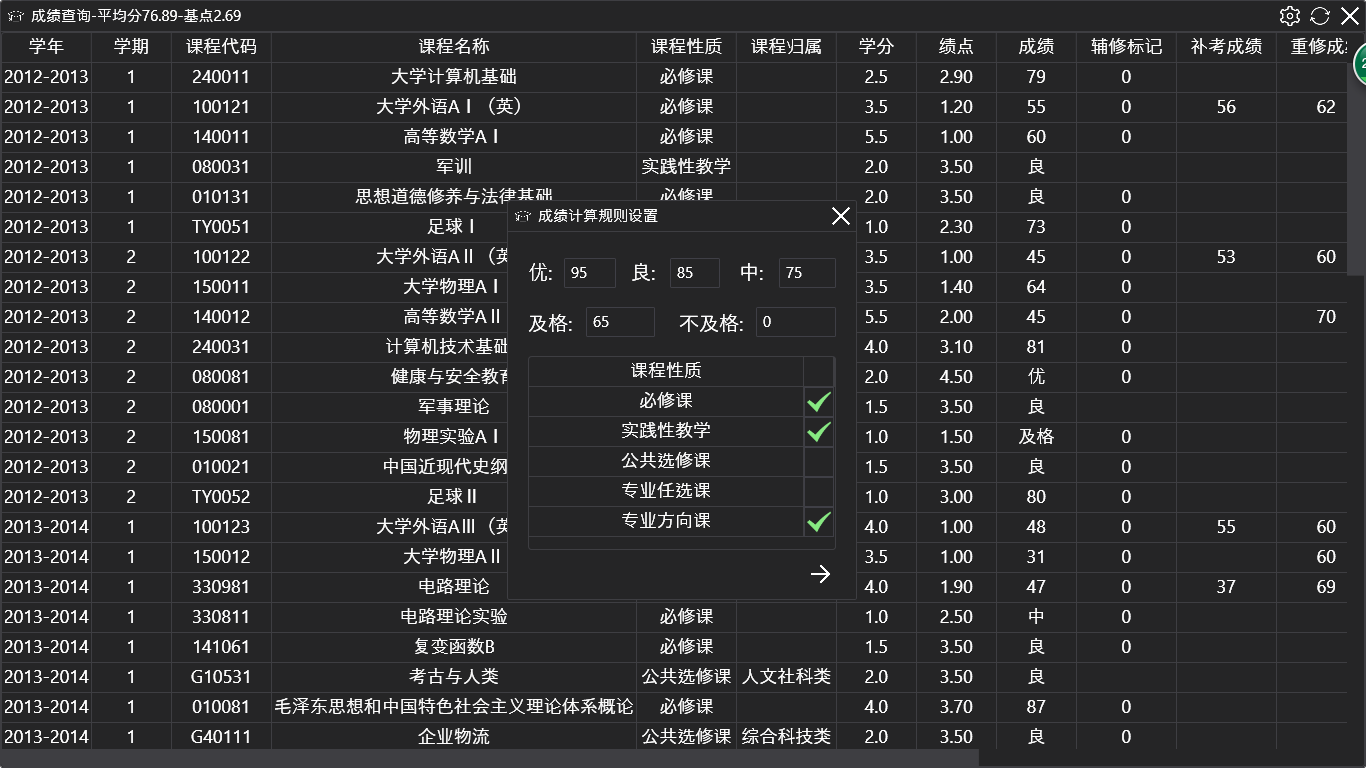 成绩查询-平均分76.89-基点2.69
学年 学期 课程代码 课程名称 课程性质 课程归属 学分 绩点 成绩 辅修标记 补考成绩 重修成
2012-2013 1 240011 大学计算机基础 必修课 2.5 2.90 79 0
2012-2013 1 100121 大学外语AⅠ（英） 必修课 3.5 1.20 55 0 56 62
2012-2013 1 140011 高等数学AⅠ 必修课 5.5 1.00 60 0
2012-2013 1 080031 军训 实践性教学 2.0 3.50 良
2012-2013 1 010131 思想道德修养与法律基础 必修课 2.0 3.50 良 0
2012-2013 1 TY0051 足球Ⅰ 1.0 2.30 73 0
2012-2013 2 100122 大学外语AⅡ（英 3.5 1.00 45 0 53 60
2012-2013 2 150011 大学物理AⅠ 3.5 1.40 64 0
2012-2013 2 140012 高等数学AⅡ 5.5 2.00 45 0 70
2012-2013 2 240031 计算机技术基础 4.0 3.10 81 0
2012-2013 2 080081 健康与安全教育 2.0 4.50 优 0
2012-2013 2 080001 军事理论 1.5 3.50 良
2012-2013 2 150081 物理实验AⅠ 1.0 1.50 及格 0
2012-2013 2 010021 中国近现代史纲 1.5 3.50 良 0
2012-2013 2 TY0052 足球Ⅱ 1.0 3.00 80 0
2013-2014 1 100123 大学外语AⅢ（英 4.0 1.00 48 0 55 60
2013-2014 1 150012 大学物理AⅡ 3.5 1.00 31 0 60
2013-2014 1 330981 电路理论 4.0 1.90 47 0 37 69
2013-2014 1 330811 电路理论实验 必修课 1.0 2.50 中 0
2013-2014 1 141061 复变函数B 必修课 1.5 3.50 良 0
2013-2014 1 G10531 考古与人类 公共选修课 人文社科类 2.0 3.50 良 0
2013-2014 1 010081 毛泽东思想和中国特色社会主义理论体系概论 必修课 4.0 3.70 87 0
2013-2014 1 G40111 企业物流 公共选修课 综合科技类 2.0 3.50 良 0
成绩计算规则设置
优: 95 良: 85 中: 75
及格: 65 不及格: 0
课程性质
必修课
实践性教学
公共选修课
专业任选课
专业方向课